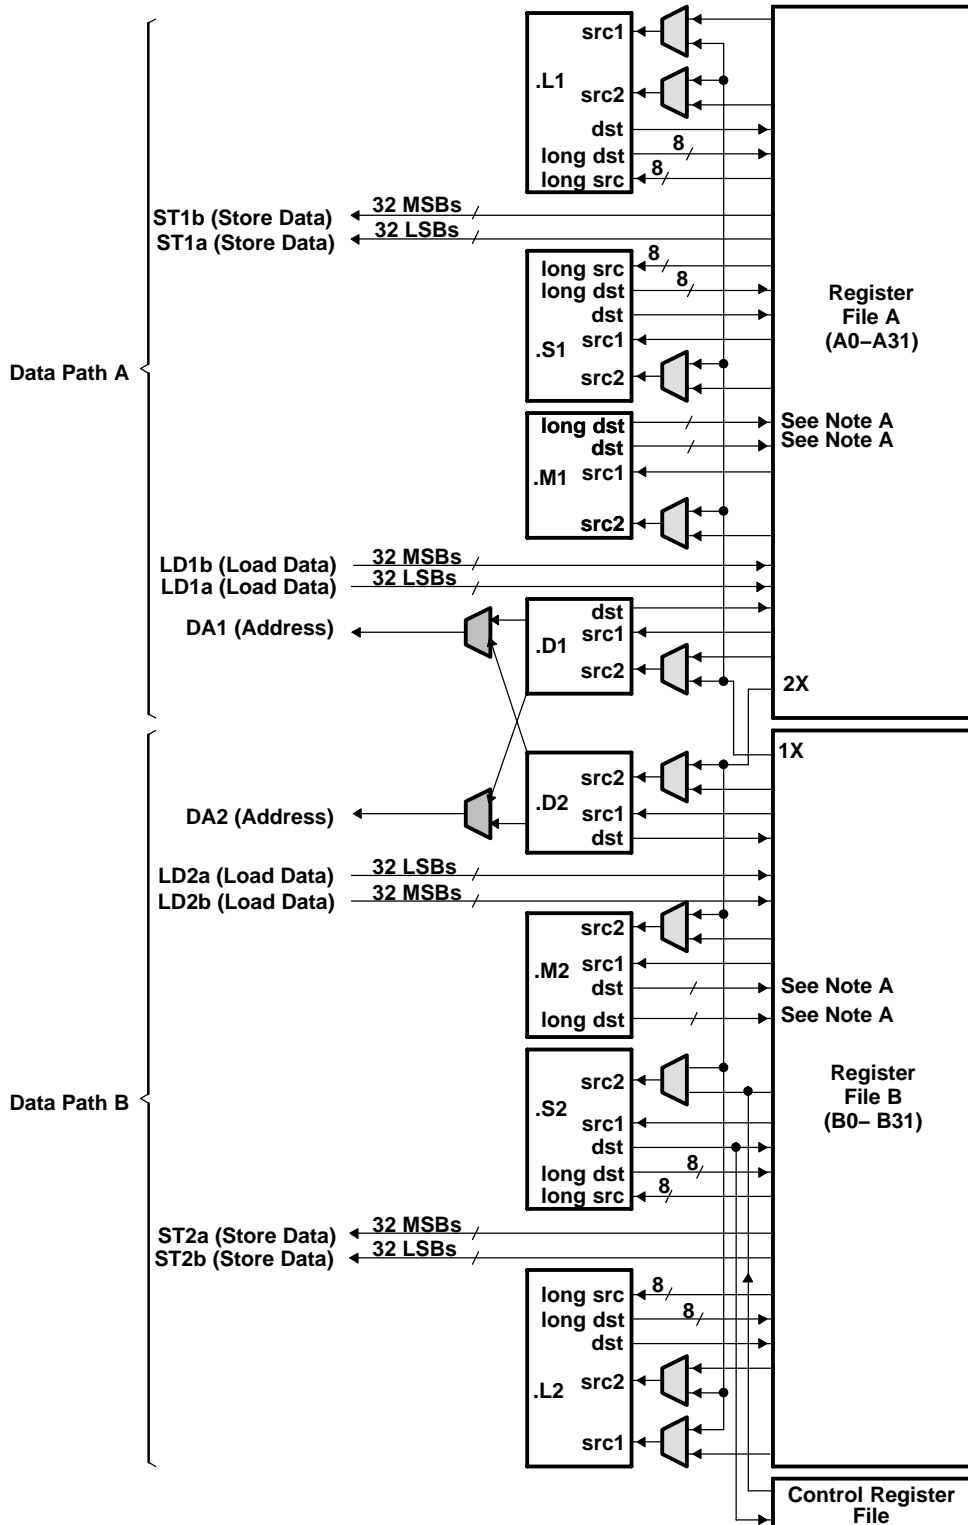 src1
.L1
src2
dst
long dst
8
long src
8
ST1b (Store Data)
32 MSBs
ST1a (Store Data)
32 LSBs
long src
8
long dst
8
dst
.S1
src1
src2
Register
File A
(A0–A31)
Data Path A
long dst
See Note A
dst
See Note A
.M1
src1
src2
LD1b (Load Data)
32 MSBs
LD1a (Load Data)
32 LSBs
DA1 (Address)
dst
.D1
src1
src2
2X
1X
DA2 (Address)
src2
.D2
src1
dst
LD2a (Load Data)
32 LSBs
LD2b (Load Data)
32 MSBs
src2
.M2
src1
dst
See Note A
long dst
See Note A
Data Path B
src2
.S2
src1
dst
long dst
8
long src
8
Register
File B
(B0– B31)
ST2a (Store Data)
32 MSBs
ST2b (Store Data)
32 LSBs
long src
8
long dst
8
dst
.L2
src2
src1
Control Register
File